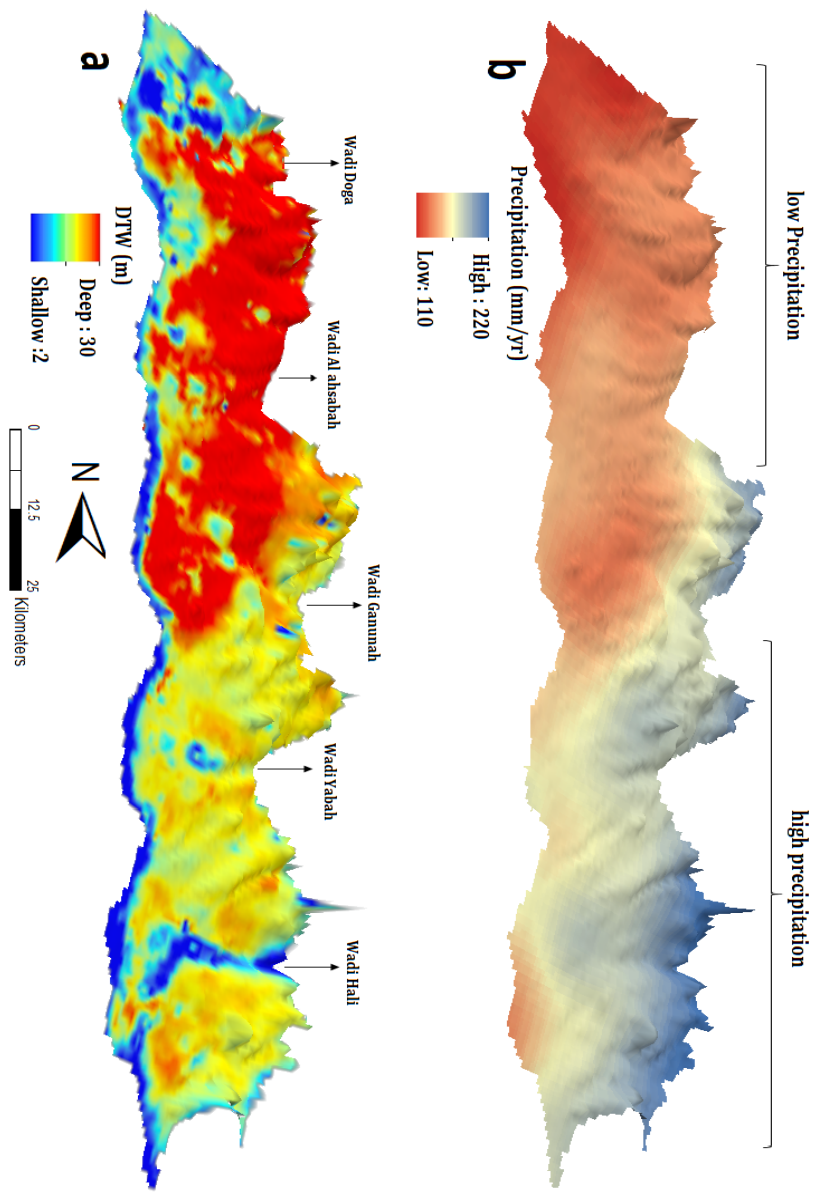 b
low Precipitation
high precipitation
Precipitation (mm/yr)
High : 220
Low: 110
a
Wadi Doga
Wadi Al ahsabah
Wadi Ganunah
Wadi Yabah
Wadi Hali
DTW (m)
Deep : 30
Shallow :2
N
0
12.5
25
Kilometers